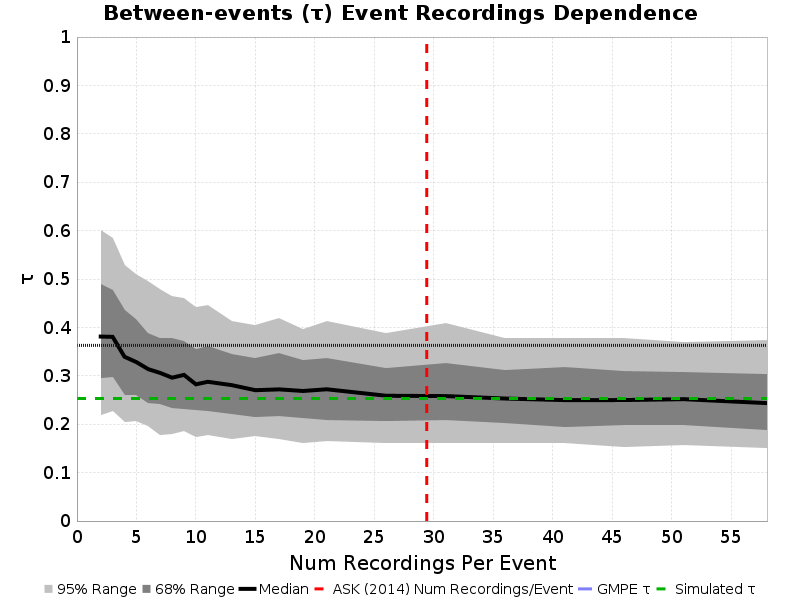 Between-events (τ) Event Recordings Dependence
1
0.9
0.8
0.7
0.6
0.5
0.4
0.3
0.2
0.1
0
τ
0 5 10 15 20 25 30 35 40 45 50 55
Num Recordings Per Event
95% Range 68% Range Median ASK (2014) Num Recordings/Event GMPE τ Simulated τ